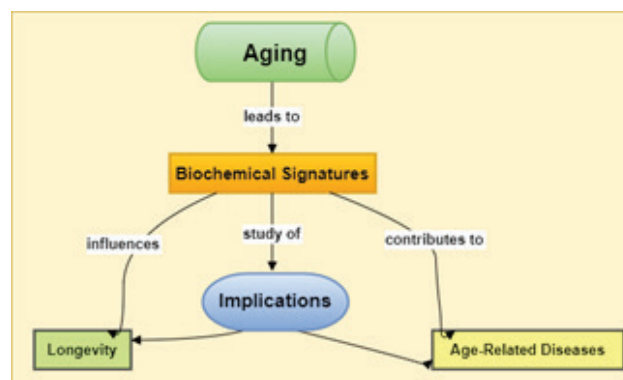 Aging
leads to
Biochemical Signatures
influences
study of
contributes to
Implications
Longevity
Age-Related Diseases